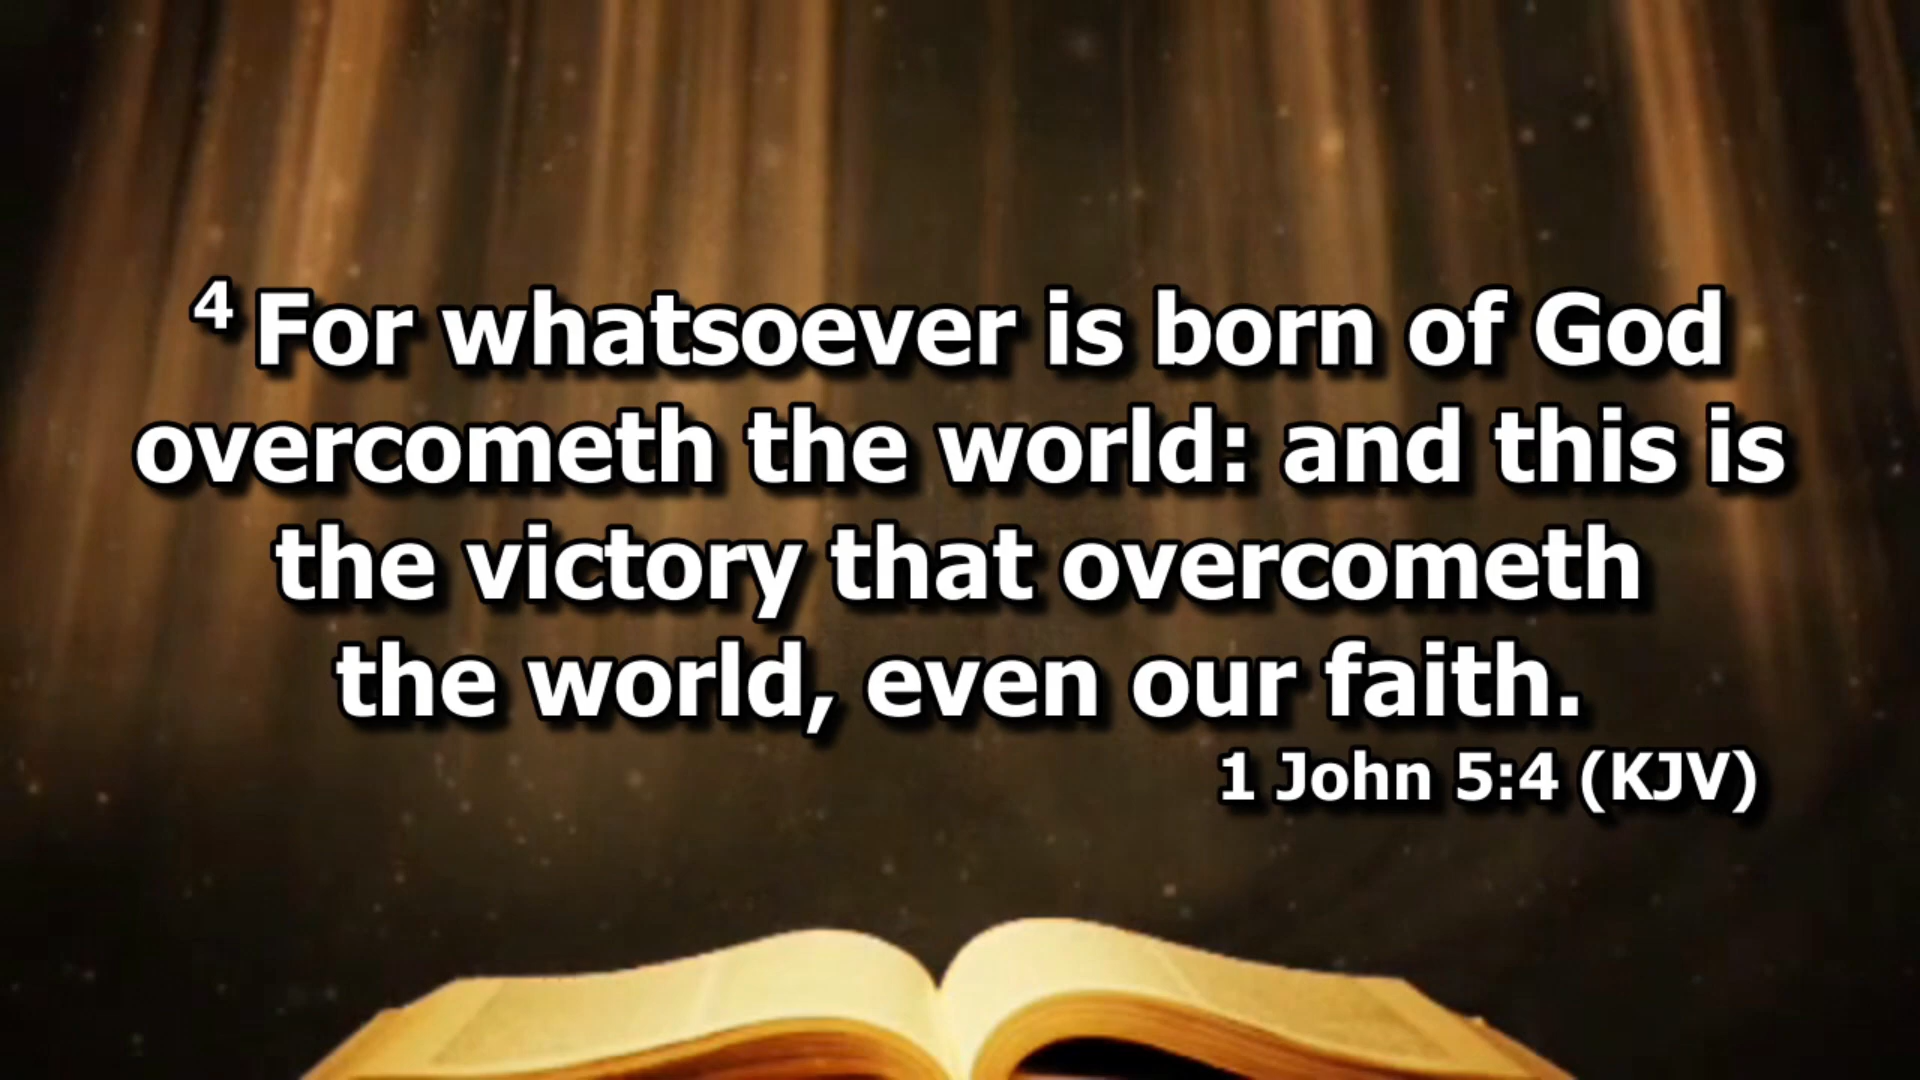 4 For whatsoever is born of God
overcometh the world: and this is
the victory that overcometh
the world, even our faith.
1 John 5:4 (KJV)